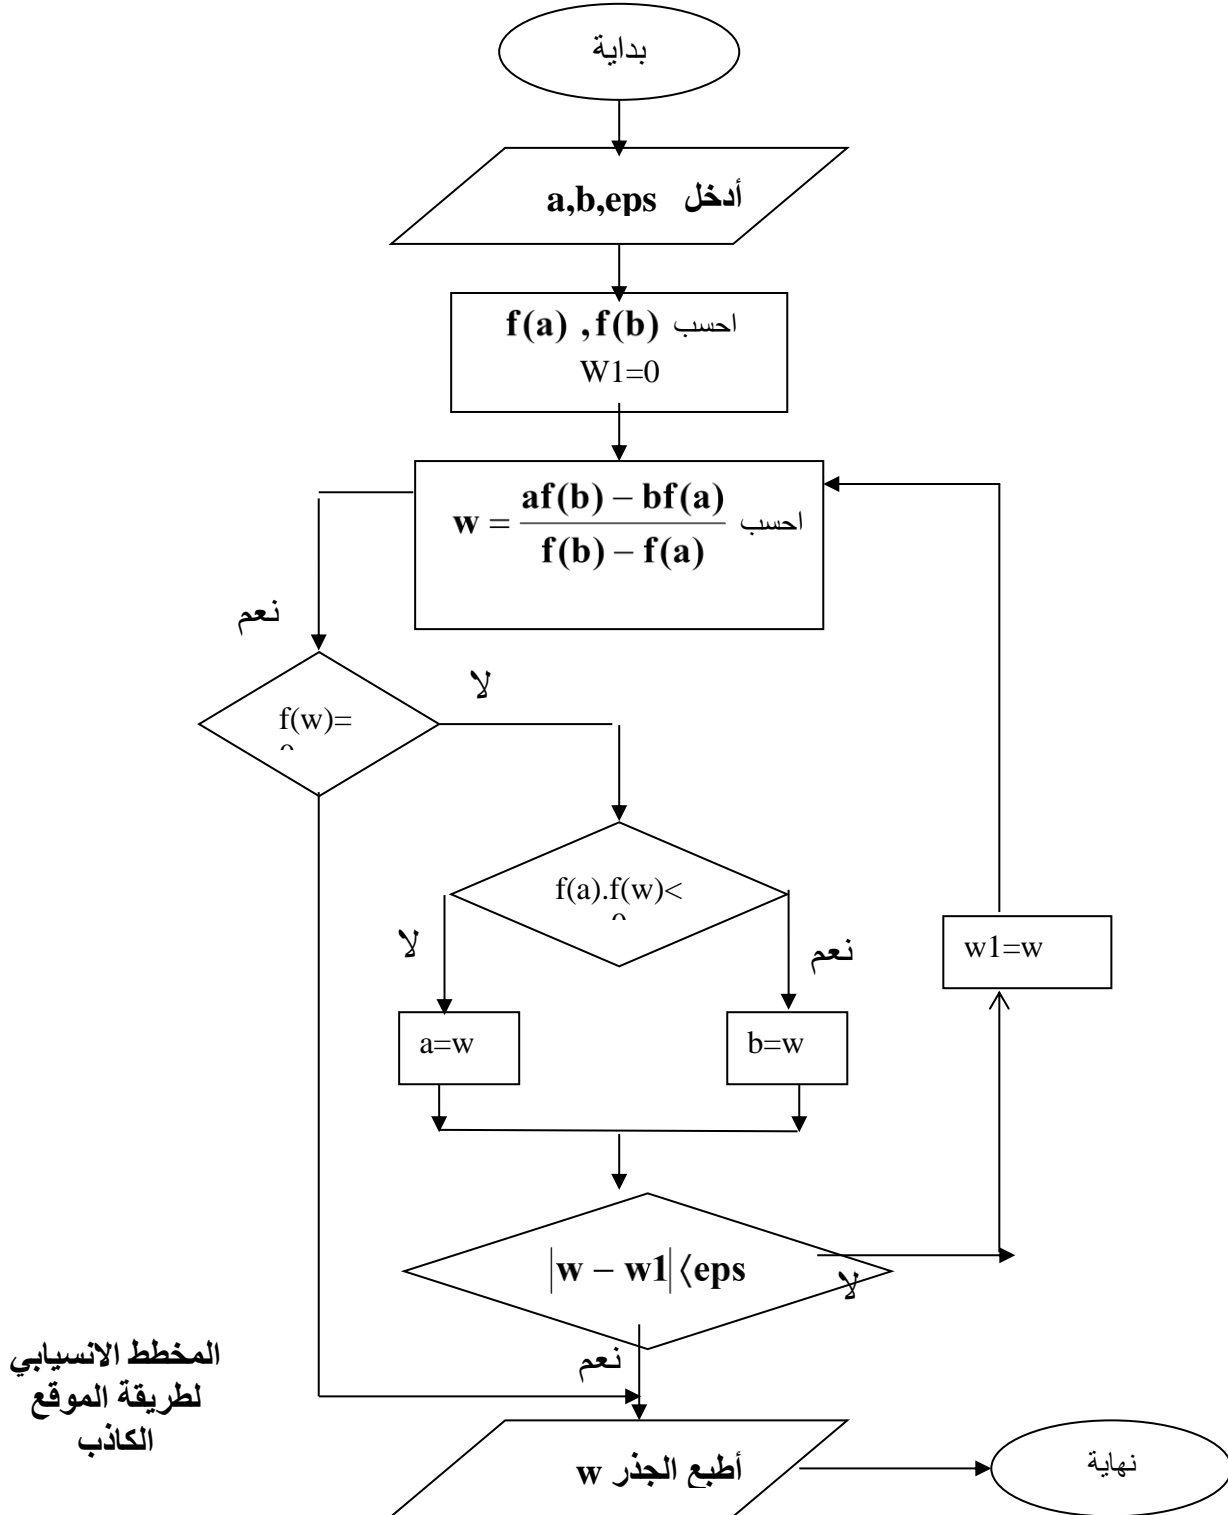 بداية
أدخل a,b,eps
احسب f(a) ,f(b)
W1=0
احسب w = af(b) – bf(a) / f(b) – f(a)
نعم
لا
f(w)=
f(a).f(w)<
لا
نعم
w1=w
a=w
b=w
|w – w1|⟨eps
لا
نعم
المخطط الانسيابي
لطريقة الموقع
الكاذب
أطبع الجذر w
نهاية